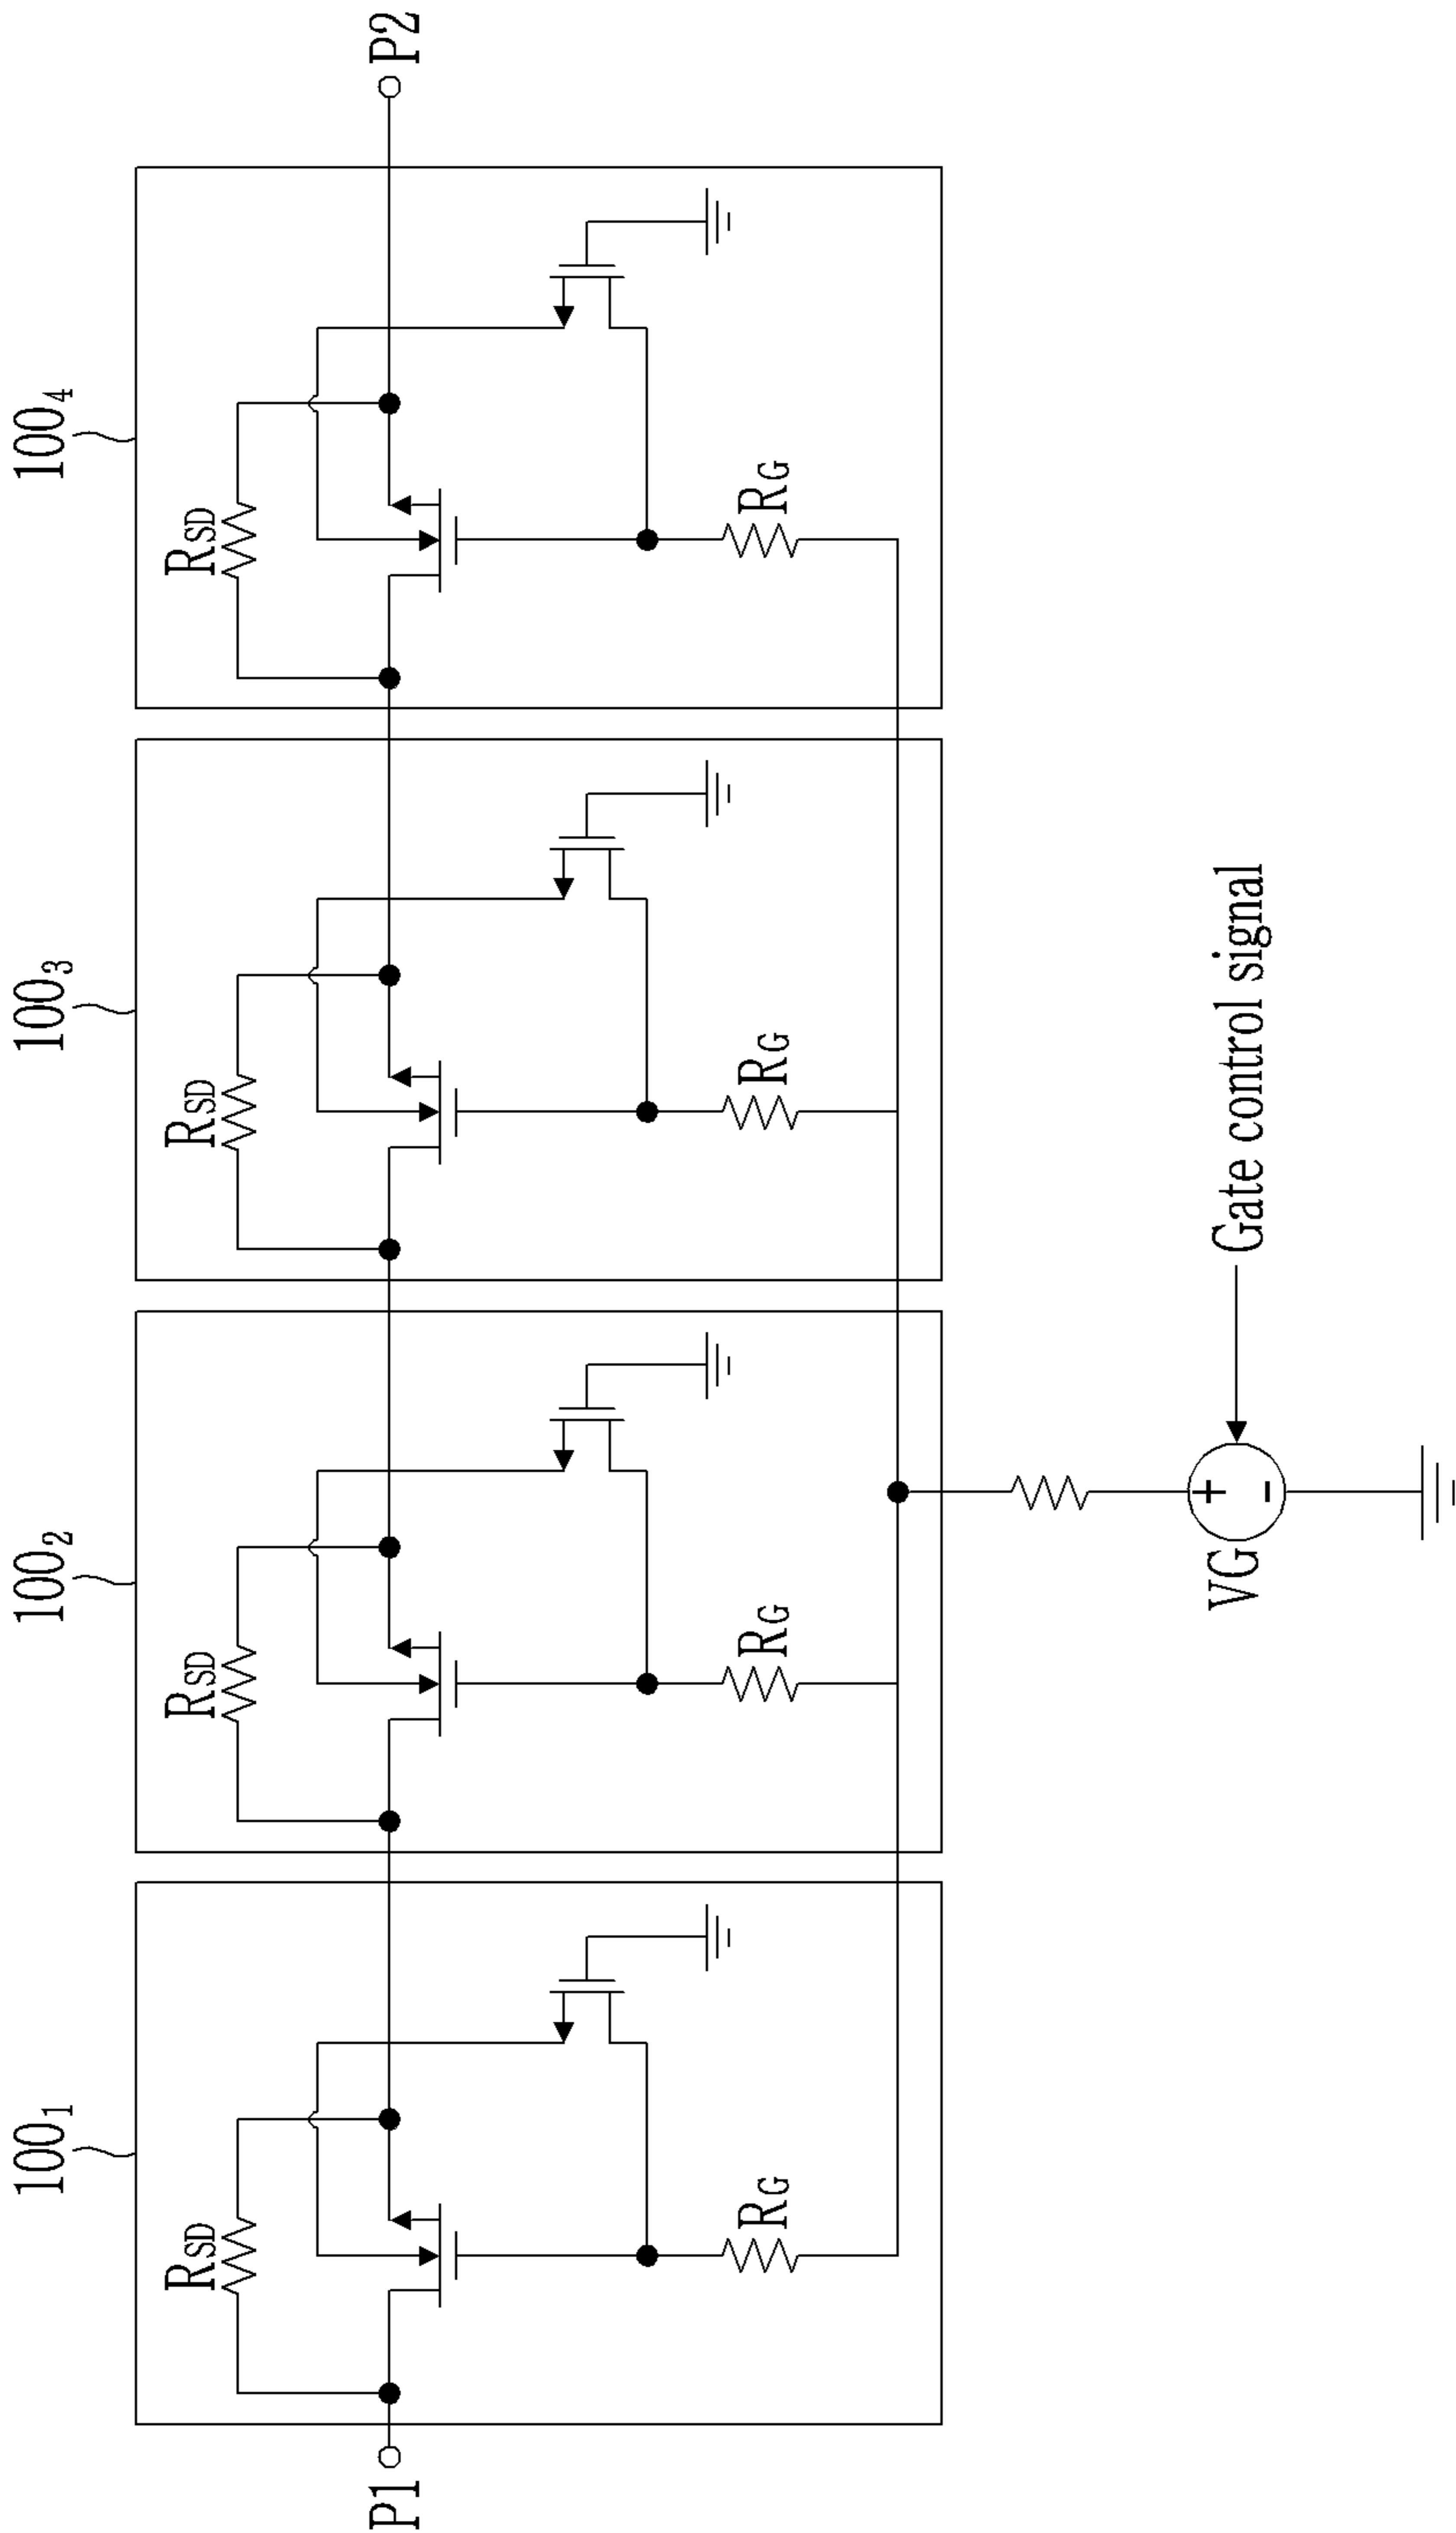 100₁
100₂
100₃
100₄
R_SD
R_SD
R_SD
R_SD
P1
P2
R_G
R_G
R_G
R_G
VG
+
-
Gate control signal